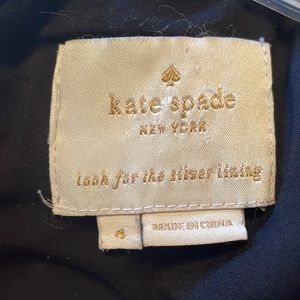 kate spade
NEW YORK
look for the silver lining
4
MADE IN CHINA